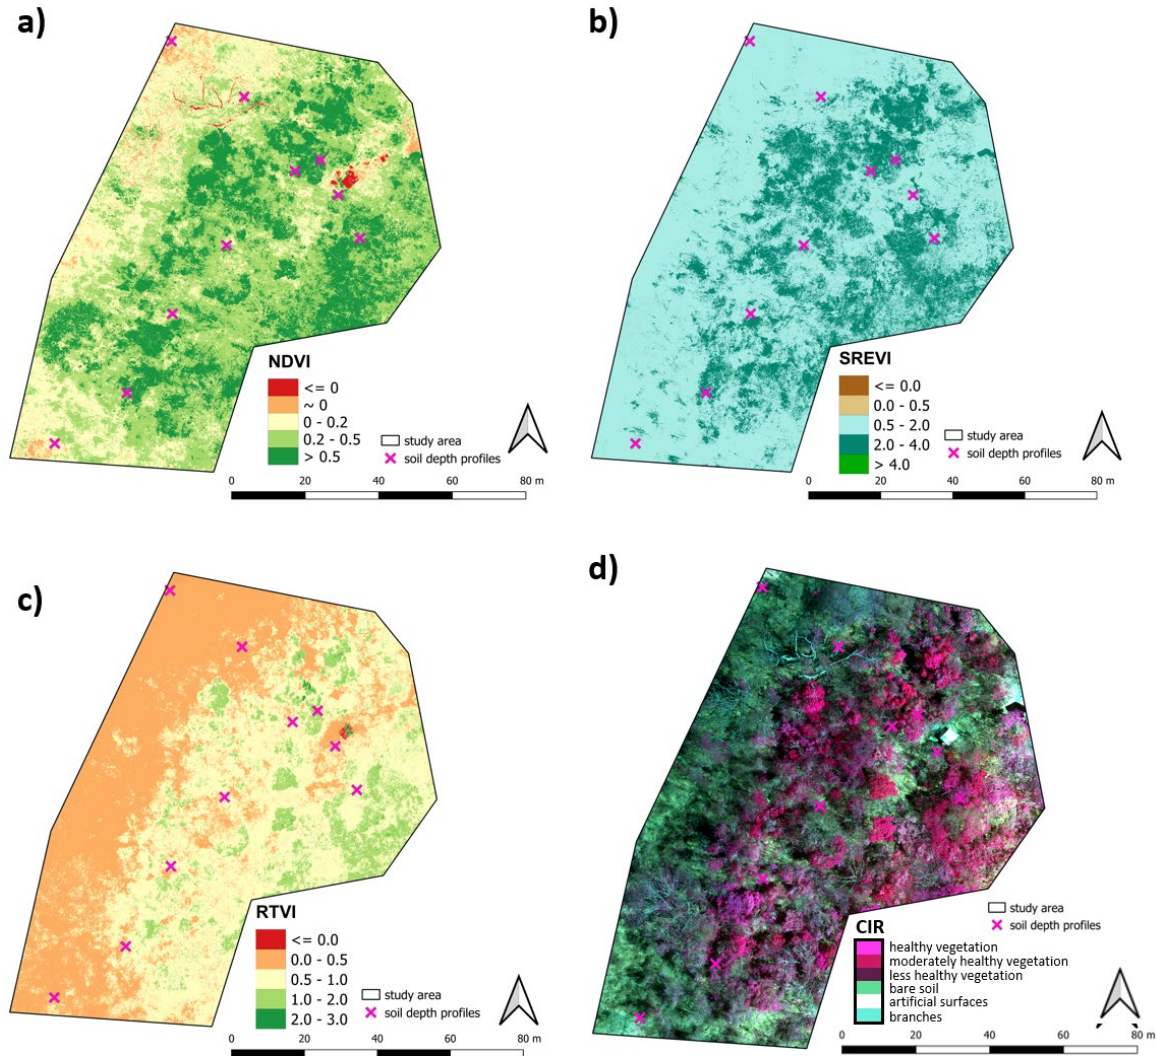 a)
NDVI
<= 0
~ 0
0 - 0.2
0.2 - 0.5
> 0.5
study area
soil depth profiles
0 20 40 60 80 m
b)
SREVI
<= 0.0
0.0 - 0.5
0.5 - 2.0
2.0 - 4.0
> 4.0
study area
soil depth profiles
0 20 40 60 80 m
c)
RTVI
<= 0.0
0.0 - 0.5
0.5 - 1.0
1.0 - 2.0
2.0 - 3.0
study area
soil depth profiles
0 20 40 60 80 m
d)
study area
soil depth profiles
CIR
healthy vegetation
moderately healthy vegetation
less healthy vegetation
bare soil
artificial surfaces
branches
0 20 40 60 80 m